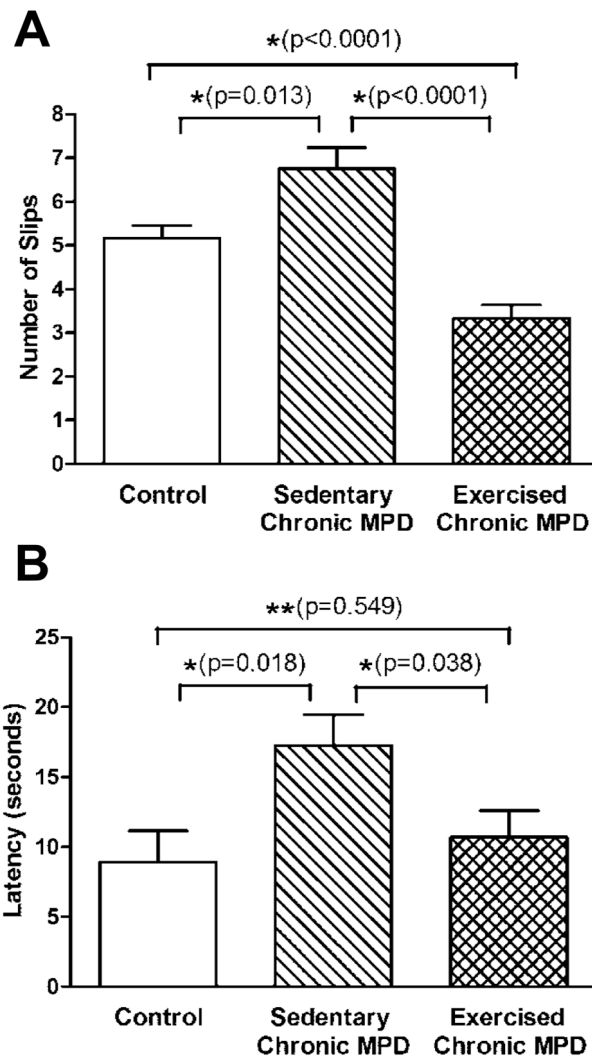 A
*(p<0.0001)
*(p=0.013) *(p<0.0001)
8
7
6
5
4
3
2
1
0
Number of Slips
Control Sedentary Exercised
Chronic MPD Chronic MPD
B
**(p=0.549)
*(p=0.018) *(p=0.038)
25
20
15
10
5
0
Latency (seconds)
Control Sedentary Exercised
Chronic MPD Chronic MPD